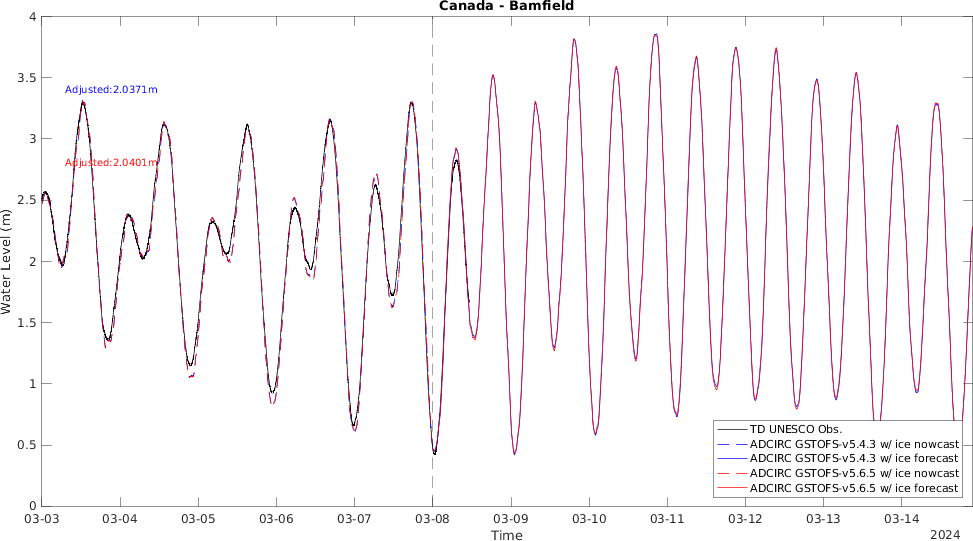 Canada - Bamfield
4
3.5
3
2.5
2
1.5
1
0.5
0
Water Level (m)
Adjusted:2.0371m
Adjusted:2.0401m
TD UNESCO Obs.
ADCIRC GSTOFS-v5.4.3 w/ ice nowcast
ADCIRC GSTOFS-v5.4.3 w/ ice forecast
ADCIRC GSTOFS-v5.6.5 w/ ice nowcast
ADCIRC GSTOFS-v5.6.5 w/ ice forecast
03-03 03-04 03-05 03-06 03-07 03-08 03-09 03-10 03-11 03-12 03-13 03-14
Time
2024